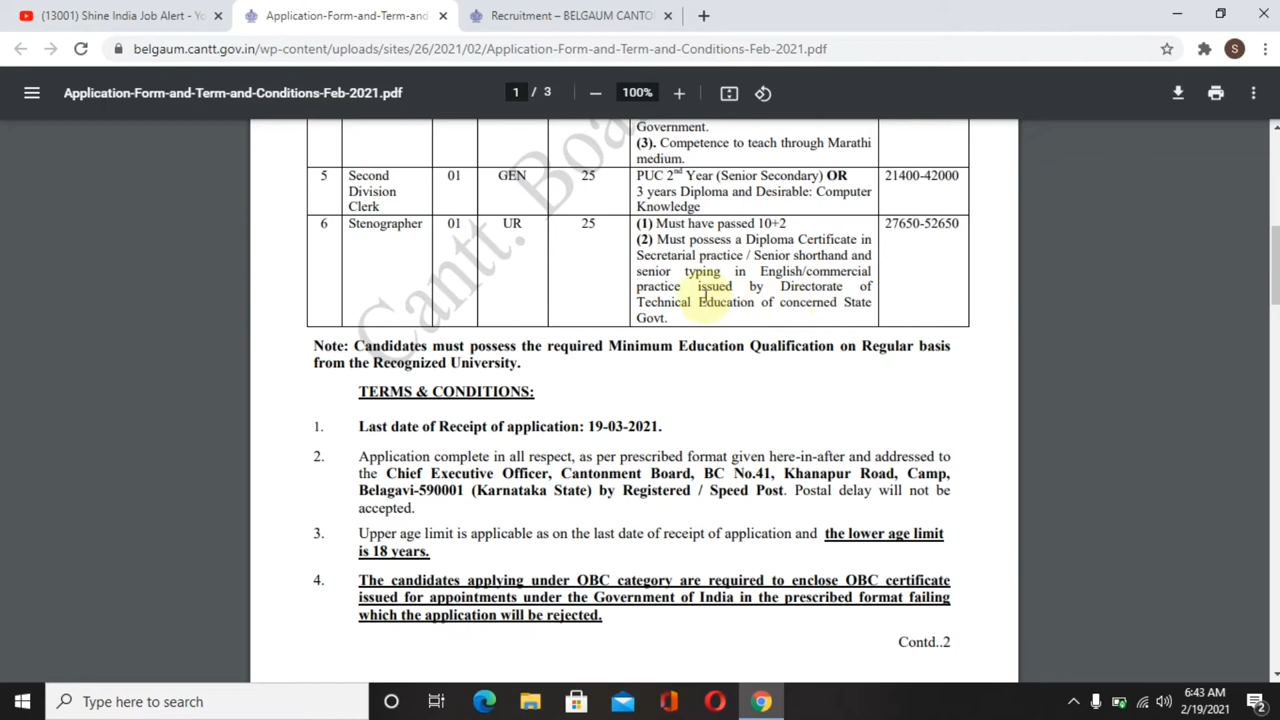 (13001) Shine India Job Alert - Yo
Application-Form-and-Term-and-
Recruitment – BELGAUM CANTO
belgaum.cantt.gov.in/wp-content/uploads/sites/26/2021/02/Application-Form-and-Term-and-Conditions-Feb-2021.pdf
S
Application-Form-and-Term-and-Conditions-Feb-2021.pdf
1 / 3
100%
Government.
(3). Competence to teach through Marathi
medium.
5 Second Division Clerk 01 GEN 25 PUC 2nd Year (Senior Secondary) OR 21400-42000
3 years Diploma and Desirable: Computer
Knowledge
6 Stenographer 01 UR 25 (1) Must have passed 10+2 27650-52650
(2) Must possess a Diploma Certificate in
Secretarial practice / Senior shorthand and
senior typing in English/commercial
practice issued by Directorate of
Technical Education of concerned State
Govt.
Cantt. Boa
Note: Candidates must possess the required Minimum Education Qualification on Regular basis
from the Recognized University.
TERMS & CONDITIONS:
1. Last date of Receipt of application: 19-03-2021.
2. Application complete in all respect, as per prescribed format given here-in-after and addressed to
the Chief Executive Officer, Cantonment Board, BC No.41, Khanapur Road, Camp,
Belagavi-590001 (Karnataka State) by Registered / Speed Post. Postal delay will not be
accepted.
3. Upper age limit is applicable as on the last date of receipt of application and the lower age limit
is 18 years.
4. The candidates applying under OBC category are required to enclose OBC certificate
issued for appointments under the Government of India in the prescribed format failing
which the application will be rejected.
Contd..2
Type here to search
6:43 AM
2/19/2021
2